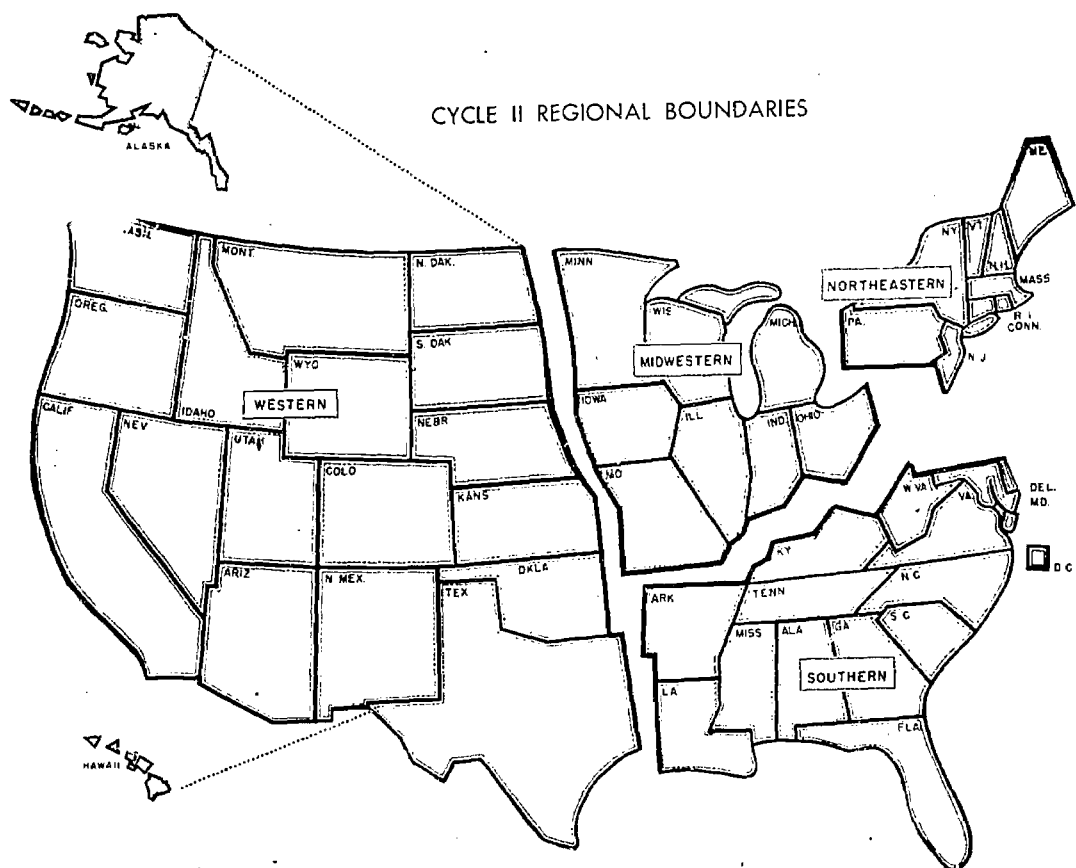 CYCLE II REGIONAL BOUNDARIES
ALASKA
ME.
MONT.
N. DAK.
MINN
NY
VT.
N.H.
MASS
NORTHEASTERN
R I
CONN.
OREG.
WIS
MICH.
PA.
N J
S. DAK
MIDWESTERN
WYO
WESTERN
IDAHO
IOWA
ILL
IND.
OHIO
CALIF
NEV
UTAH
NEBR
COLO
MO
W VA
VA.
DEL.
MD.
KANS
KY
D C
ARIZ
N MEX.
OKLA
TEX
ARK
TENN
N C
S C
MISS
ALA
GA
SOUTHERN
LA
FLA.
HAWAII